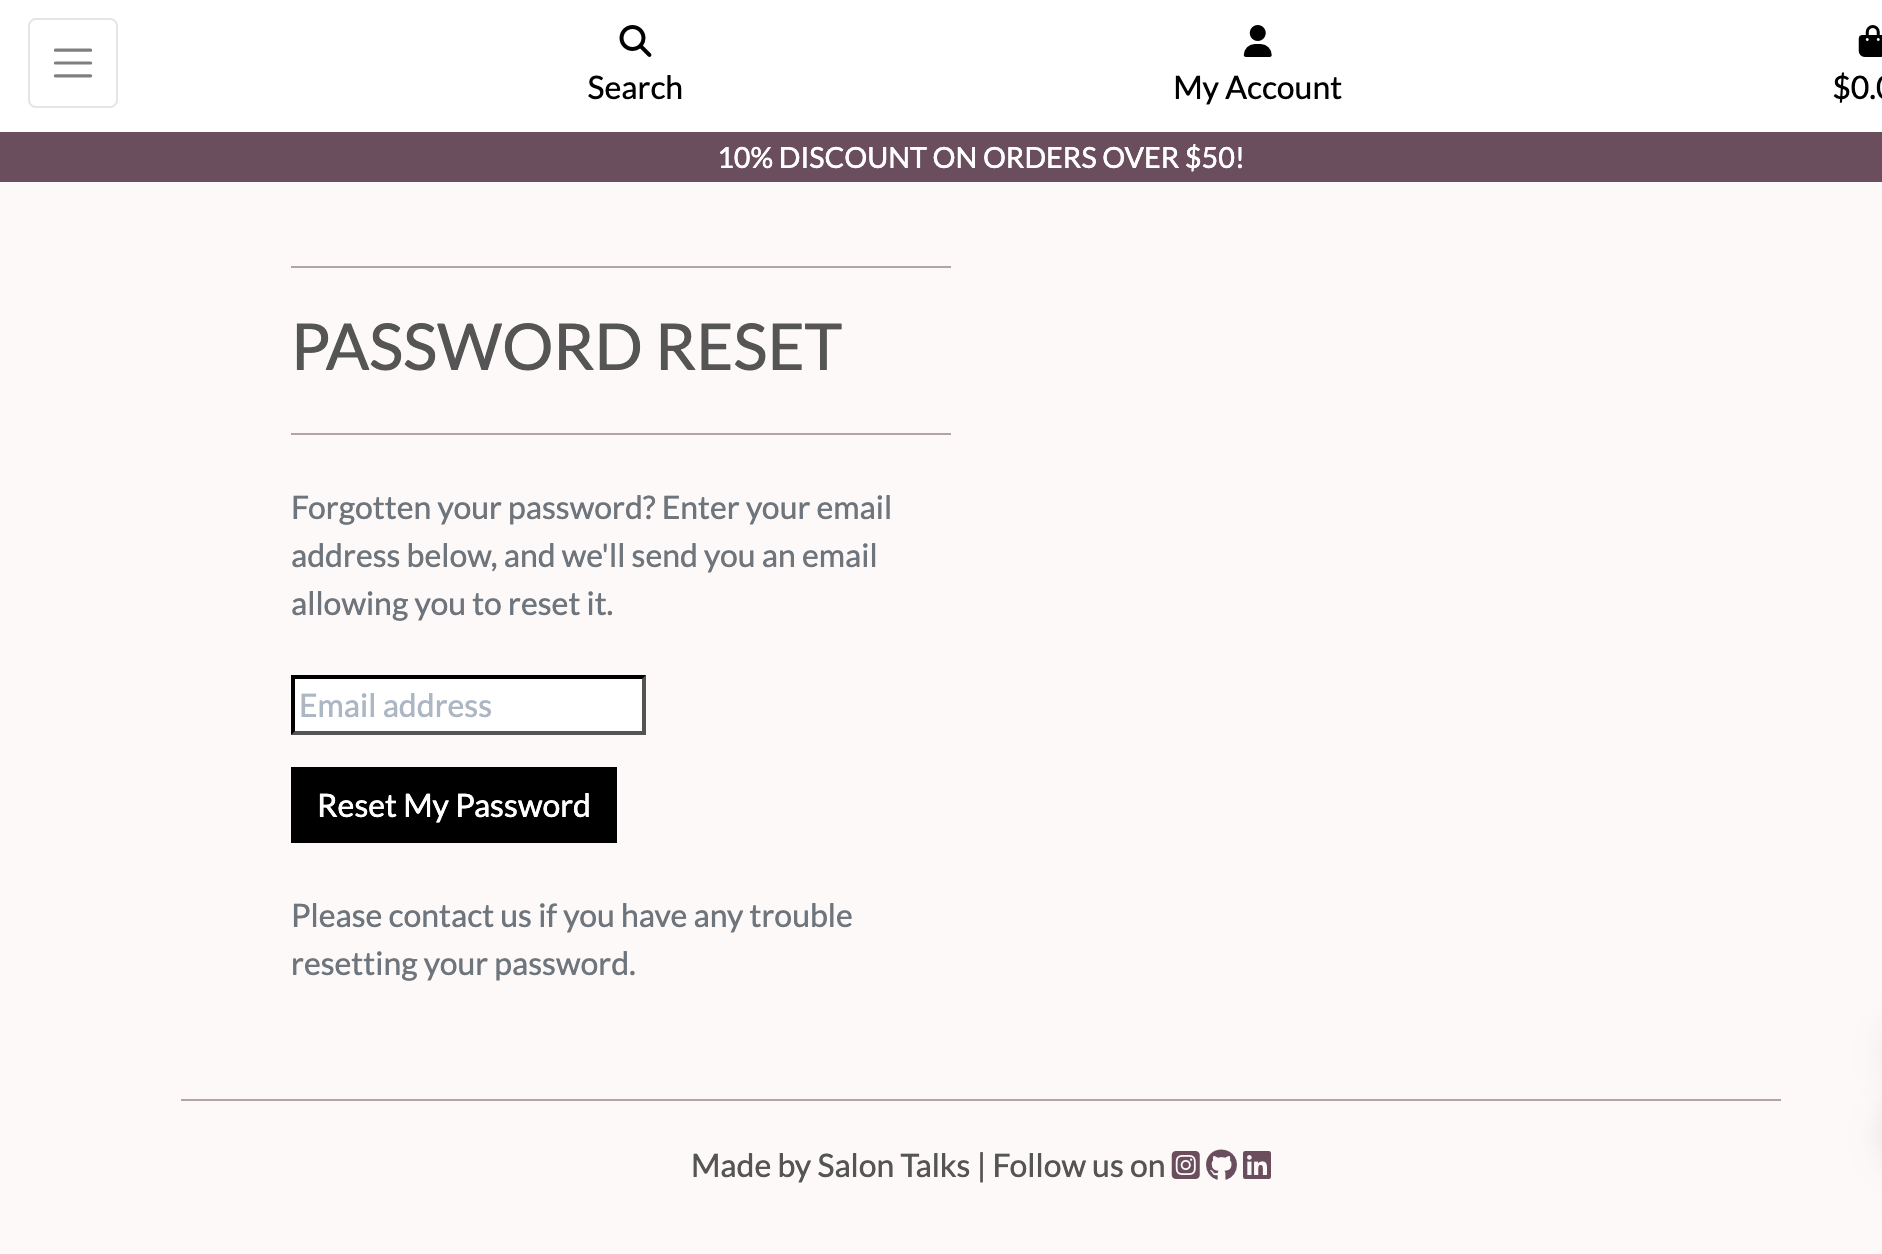 Search
My Account
10% DISCOUNT ON ORDERS OVER $50!
PASSWORD RESET
Forgotten your password? Enter your email
address below, and we'll send you an email
allowing you to reset it.
Email address
Reset My Password
Please contact us if you have any trouble
resetting your password.
Made by Salon Talks | Follow us on